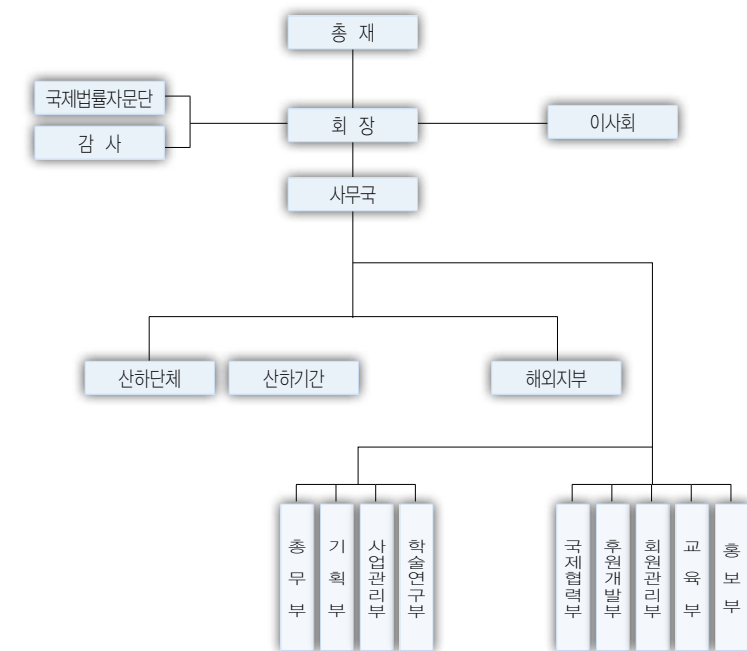 총 재
국제법률자문단
회 장
이사회
감 사
사무국
산하단체
산하기간
해외지부
총무부
기획부
사업관리부
학술연구부
국제협력부
후원개발부
회원관리부
교육부
홍보부